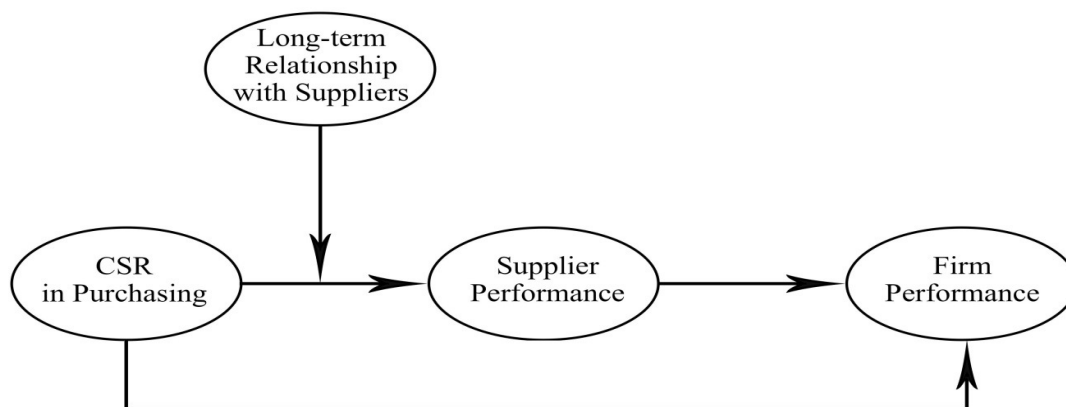 Long-term
Relationship
with Suppliers
CSR
in Purchasing
Supplier
Performance
Firm
Performance